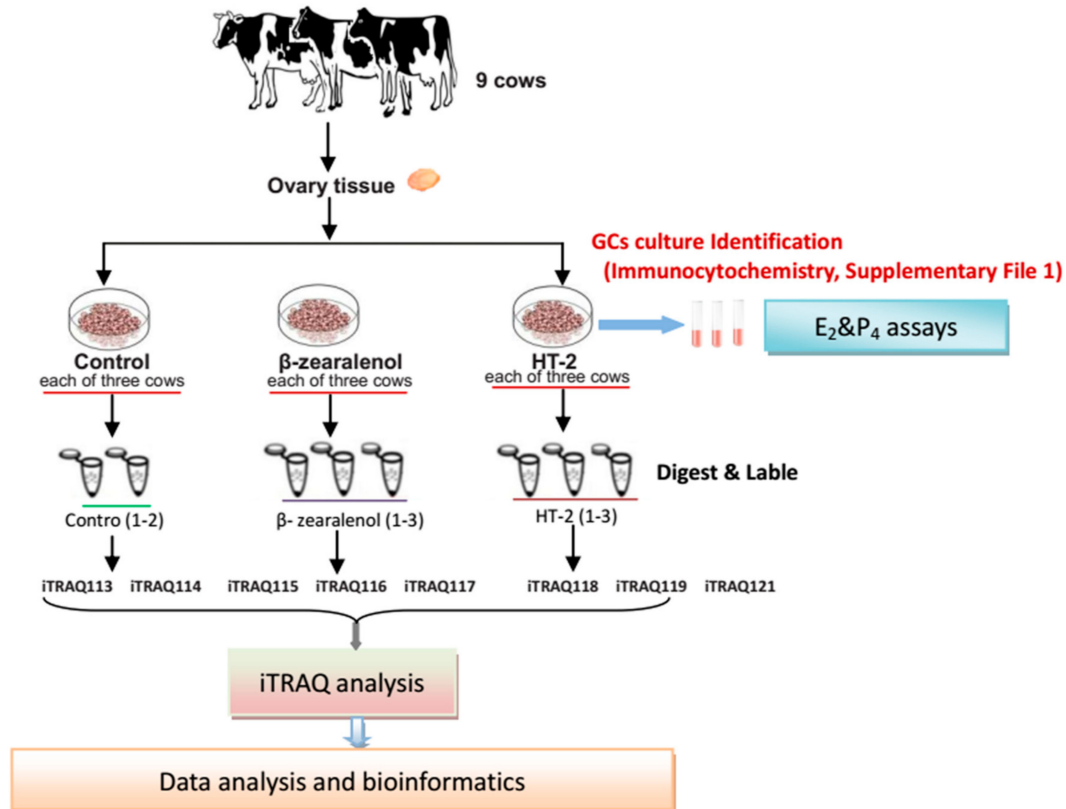 9 cows
Ovary tissue
GCs culture Identification
(Immunocytochemistry, Supplementary File 1)
E₂&P₄ assays
Control
each of three cows
β-zearalenol
each of three cows
HT-2
each of three cows
Digest & Lable
Contro (1-2)
β- zearalenol (1-3)
HT-2 (1-3)
iTRAQ113 iTRAQ114 iTRAQ115 iTRAQ116 iTRAQ117 iTRAQ118 iTRAQ119 iTRAQ121
iTRAQ analysis
Data analysis and bioinformatics